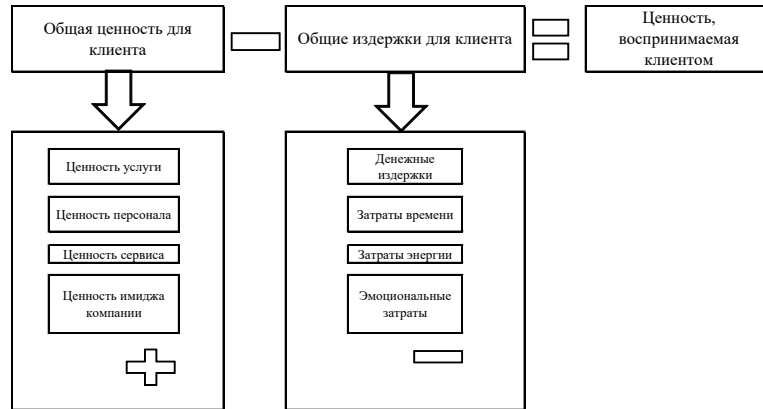 Общая ценность для
клиента
Общие издержки для клиента
Ценность,
воспринимаемая
клиентом
Ценность услуги
Ценность персонала
Ценность сервиса
Ценность имиджа
компании
Денежные
издержки
Затраты времени
Затраты энергии
Эмоциональные
затраты